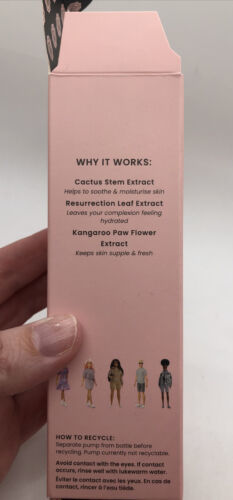 WHY IT WORKS:
Cactus Stem Extract
Helps to soothe & moisturise skin
Resurrection Leaf Extract
Leaves your complexion feeling
hydrated
Kangaroo Paw Flower
Extract
Keeps skin supple & fresh
HOW TO RECYCLE:
Separate pump from bottle before
recycling. Pump currently not recyclable.
Avoid contact with the eyes. If contact
occurs, rinse well with lukewarm water.
Éviter le contact avec les yeux. En cas de
contact, rincer à l'eau tiède.